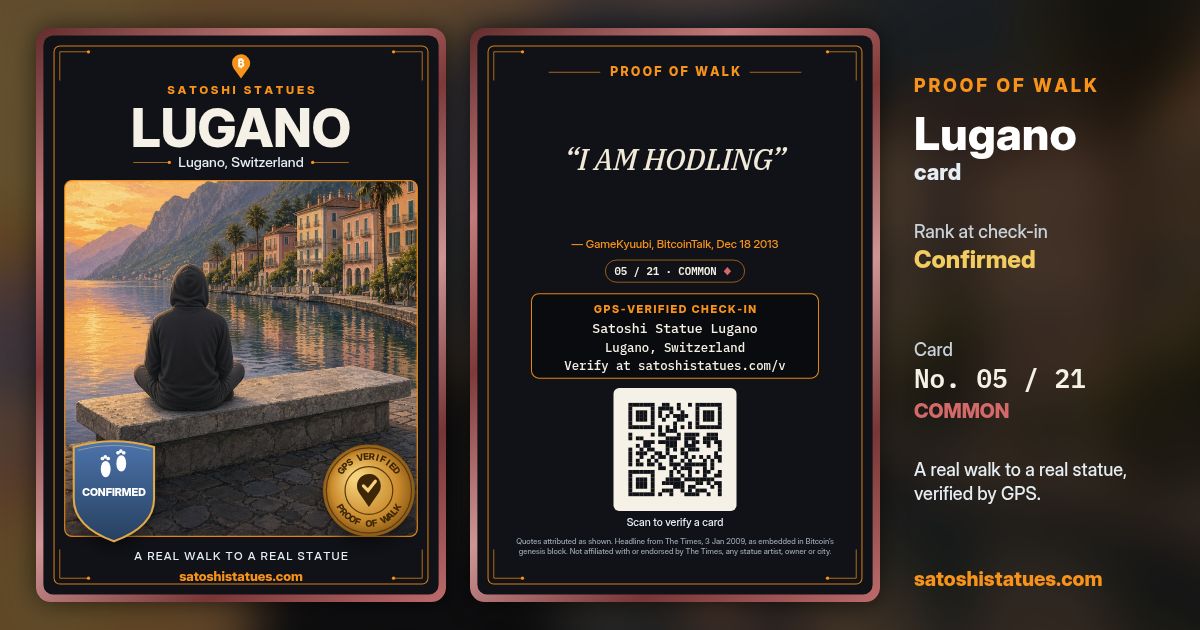 SATOSHI STATUES
LUGANO
Lugano, Switzerland
CONFIRMED
GPS VERIFIED
PROOF OF WALK
A REAL WALK TO A REAL STATUE
satoshistatues.com
PROOF OF WALK
“I AM HODLING”
— GameKyuubi, BitcoinTalk, Dec 18 2013
05 / 21 · COMMON ♦
GPS-VERIFIED CHECK-IN
Satoshi Statue Lugano
Lugano, Switzerland
Verify at satoshistatues.com/v
Scan to verify a card
Quotes attributed as shown. Headline from The Times, 3 Jan 2009, as embedded in Bitcoin's
genesis block. Not affiliated with or endorsed by The Times, any statue artist, owner or city.
PROOF OF WALK
Lugano
card
Rank at check-in
Confirmed
Card
No. 05 / 21
COMMON
A real walk to a real statue,
verified by GPS.
satoshistatues.com